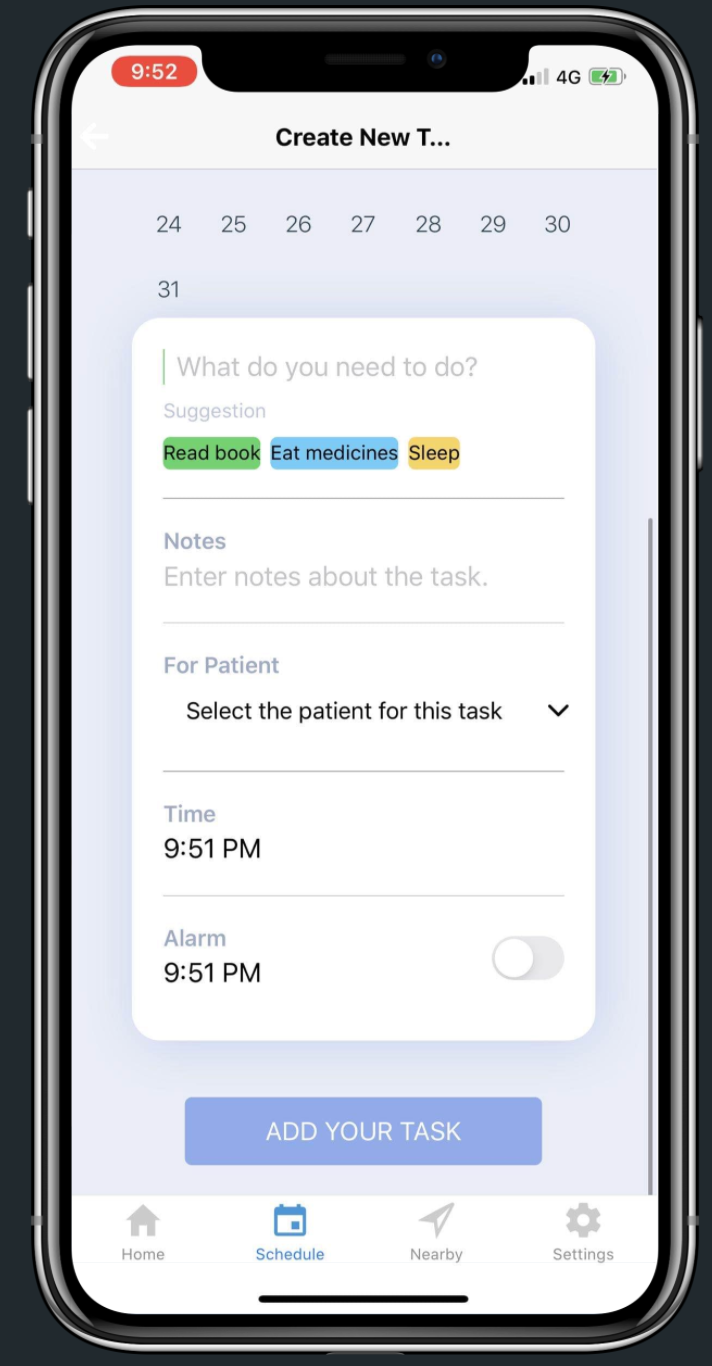 9:52 4G
Create New T...
24 25 26 27 28 29 30
31
What do you need to do?
Suggestion
Read book Eat medicines Sleep
Notes
Enter notes about the task.
For Patient
Select the patient for this task
Time
9:51 PM
Alarm
9:51 PM
ADD YOUR TASK
Home Schedule Nearby Settings